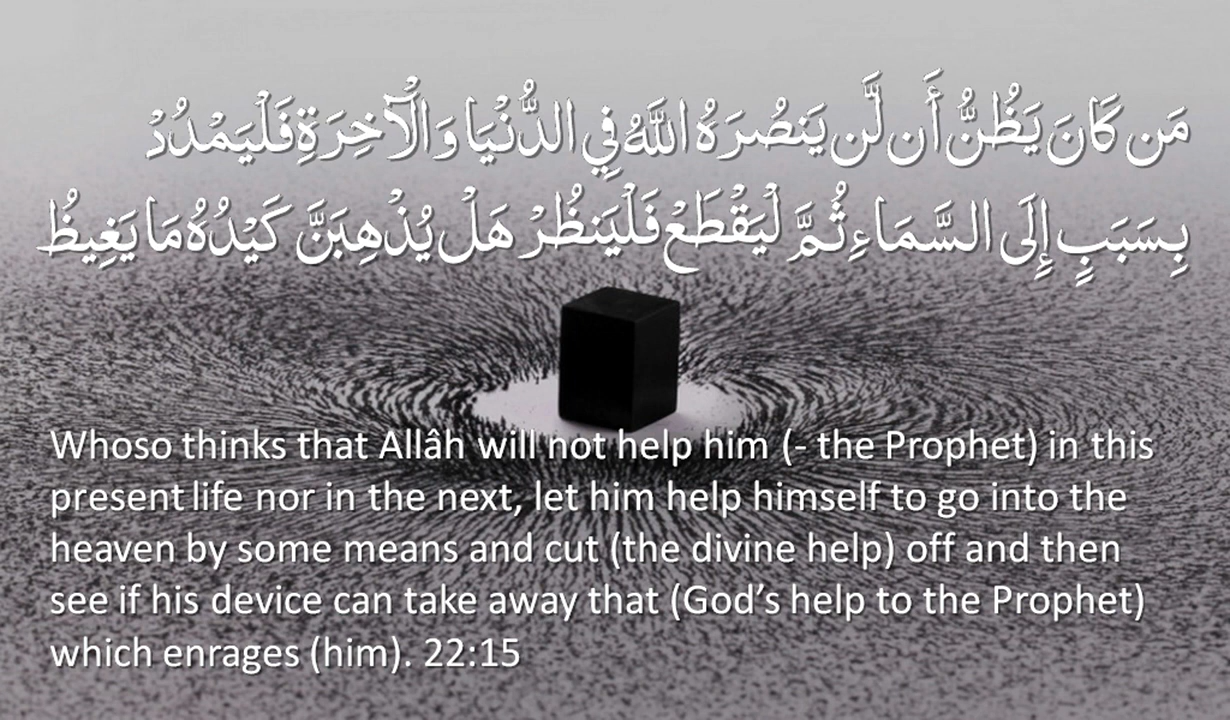 مَن كَانَ يَظُنُّ أَن لَّن يَنصُرَهُ اللَّهُ فِي الدُّنْيَا وَالْآخِرَةِ فَلْيَمْدُدْ
بِسَبَبٍ إِلَى السَّمَاءِ ثُمَّ لْيَقْطَعْ فَلْيَنظُرْ هَلْ يُذْهِبَنَّ كَيْدُهُ مَا يَغِيظُ
Whoso thinks that Allâh will not help him (- the Prophet) in this
present life nor in the next, let him help himself to go into the
heaven by some means and cut (the divine help) off and then
see if his device can take away that (God’s help to the Prophet)
which enrages (him). 22:15